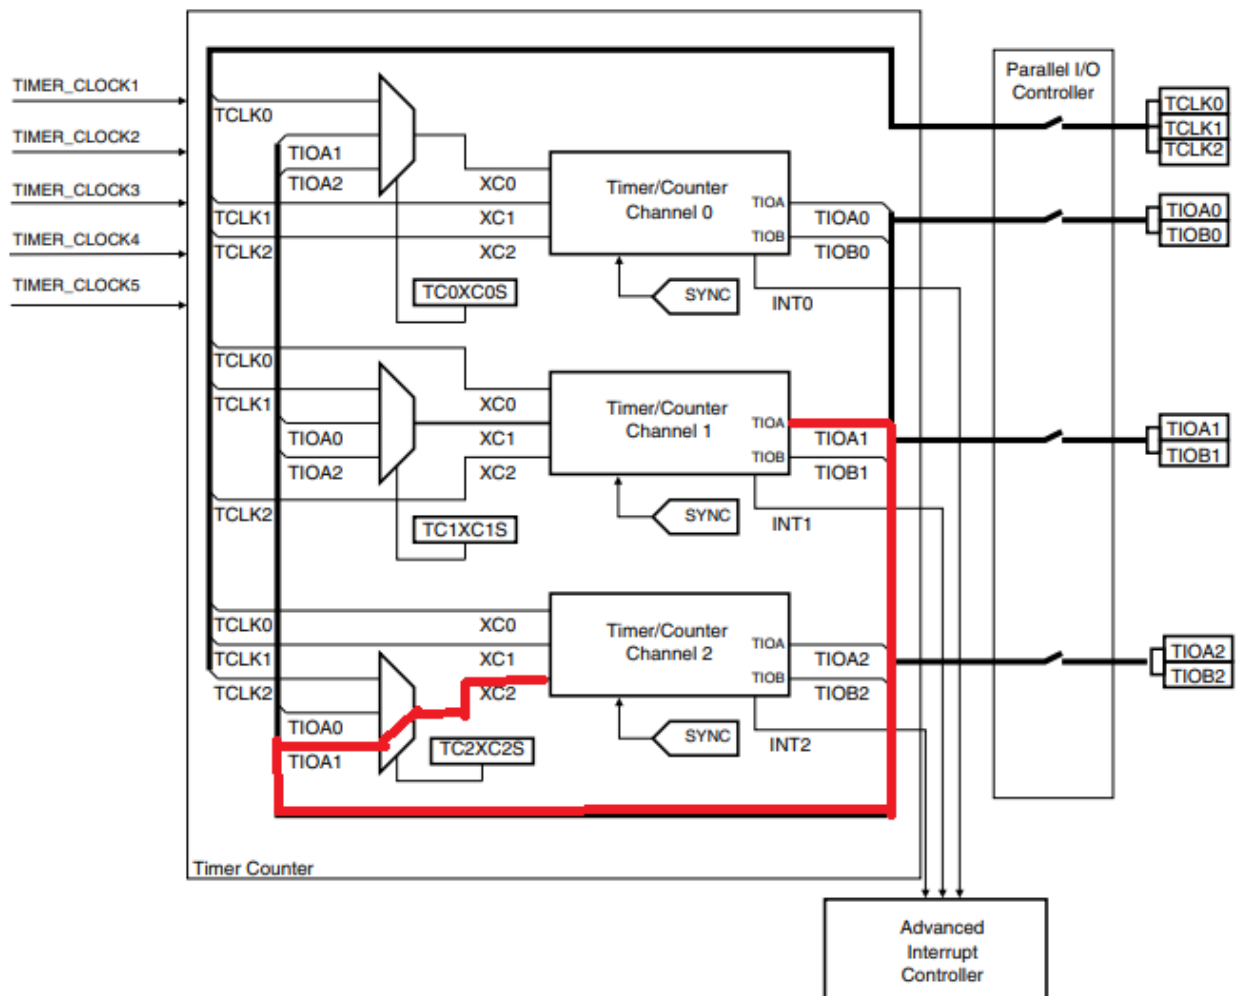 TIMER_CLOCK1
TIMER_CLOCK2
TIMER_CLOCK3
TIMER_CLOCK4
TIMER_CLOCK5
TCLK0
TIOA1
TIOA2
TCLK1
TCLK2
XC0
XC1
XC2
TC0XC0S
Timer/Counter
Channel 0
TIOA
TIOB
TIOA0
TIOB0
SYNC
INT0
TCLK0
TCLK1
TIOA0
TIOA2
TCLK2
XC0
XC1
XC2
TC1XC1S
Timer/Counter
Channel 1
TIOA
TIOB
TIOA1
TIOB1
SYNC
INT1
TCLK0
TCLK1
TCLK2
TIOA0
TIOA1
XC0
XC1
XC2
TC2XC2S
Timer/Counter
Channel 2
TIOA
TIOB
TIOA2
TIOB2
SYNC
INT2
Timer Counter
Parallel I/O
Controller
TCLK0
TCLK1
TCLK2
TIOA0
TIOB0
TIOA1
TIOB1
TIOA2
TIOB2
Advanced
Interrupt
Controller